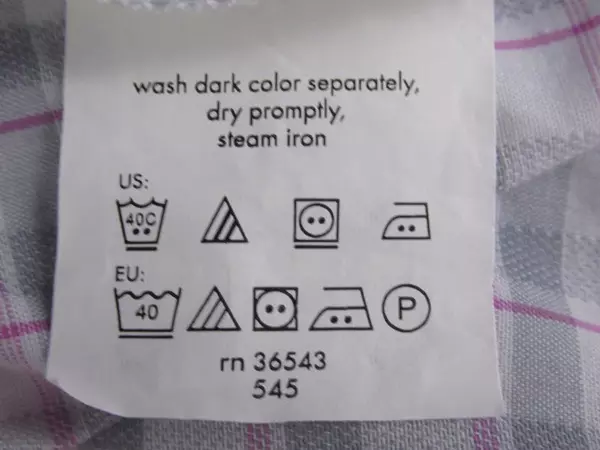 wash dark color separately,
dry promptly,
steam iron
US:
40C
EU:
40 P
rn 36543
545